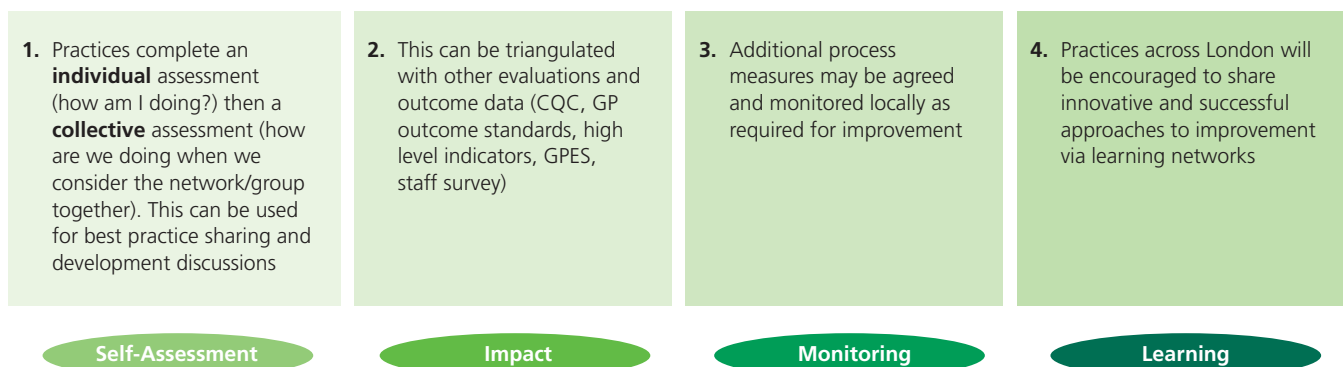 1. Practices complete an
individual assessment
(how am I doing?) then a
collective assessment (how
are we doing when we
consider the network/group
together). This can be used
for best practice sharing and
development discussions
2. This can be triangulated
with other evaluations and
outcome data (CQC, GP
outcome standards, high
level indicators, GPES,
staff survey)
3. Additional process
measures may be agreed
and monitored locally as
required for improvement
4. Practices across London will
be encouraged to share
innovative and successful
approaches to improvement
via learning networks
Self-Assessment
Impact
Monitoring
Learning